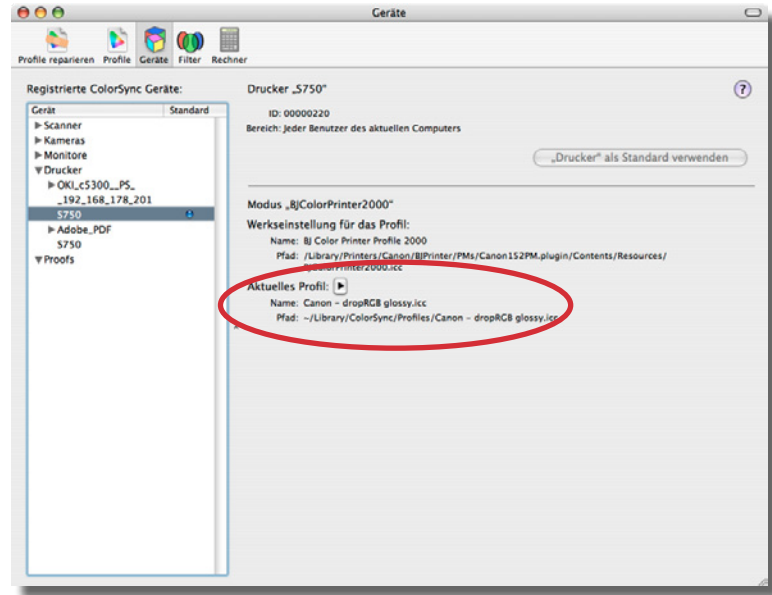 Geräte
Profile reparieren Profile Geräte Filter Rechner
Registrierte ColorSync Geräte:
Gerät Standard
Scanner
Kameras
Monitore
Drucker
OKI_c5300__PS_
_192_168_178_201
S750
Adobe_PDF
S750
Proofs
Drucker „S750"
?
ID: 00000220
Bereich: Jeder Benutzer des aktuellen Computers
„Drucker" als Standard verwenden
Modus „BJColorPrinter2000"
Werkseinstellung für das Profil:
Name: BJ Color Printer Profile 2000
Pfad: /Library/Printers/Canon/BJPrinter/PMs/Canon152PM.plugin/Contents/Resources/
BJColorPrinter2000.icc
Aktuelles Profil:
Name: Canon – dropRGB glossy.icc
Pfad: ~/Library/ColorSync/Profiles/Canon – dropRGB glossy.icc